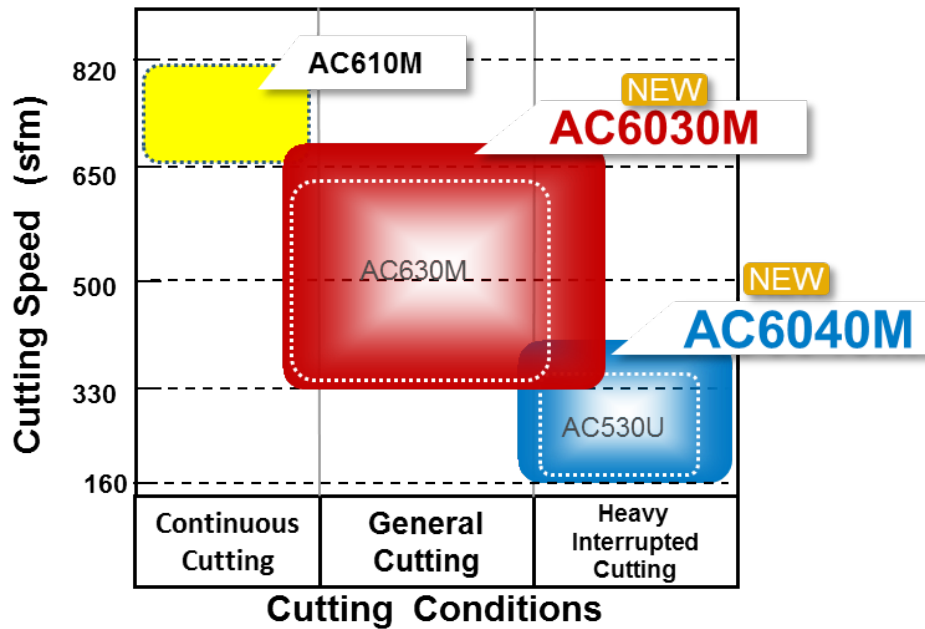 820
AC610M
NEW
AC6030M
650
AC630M
500
NEW
AC6040M
330
AC530U
160
Cutting Speed (sfm)
Continuous
Cutting
General
Cutting
Heavy
Interrupted
Cutting
Cutting Conditions